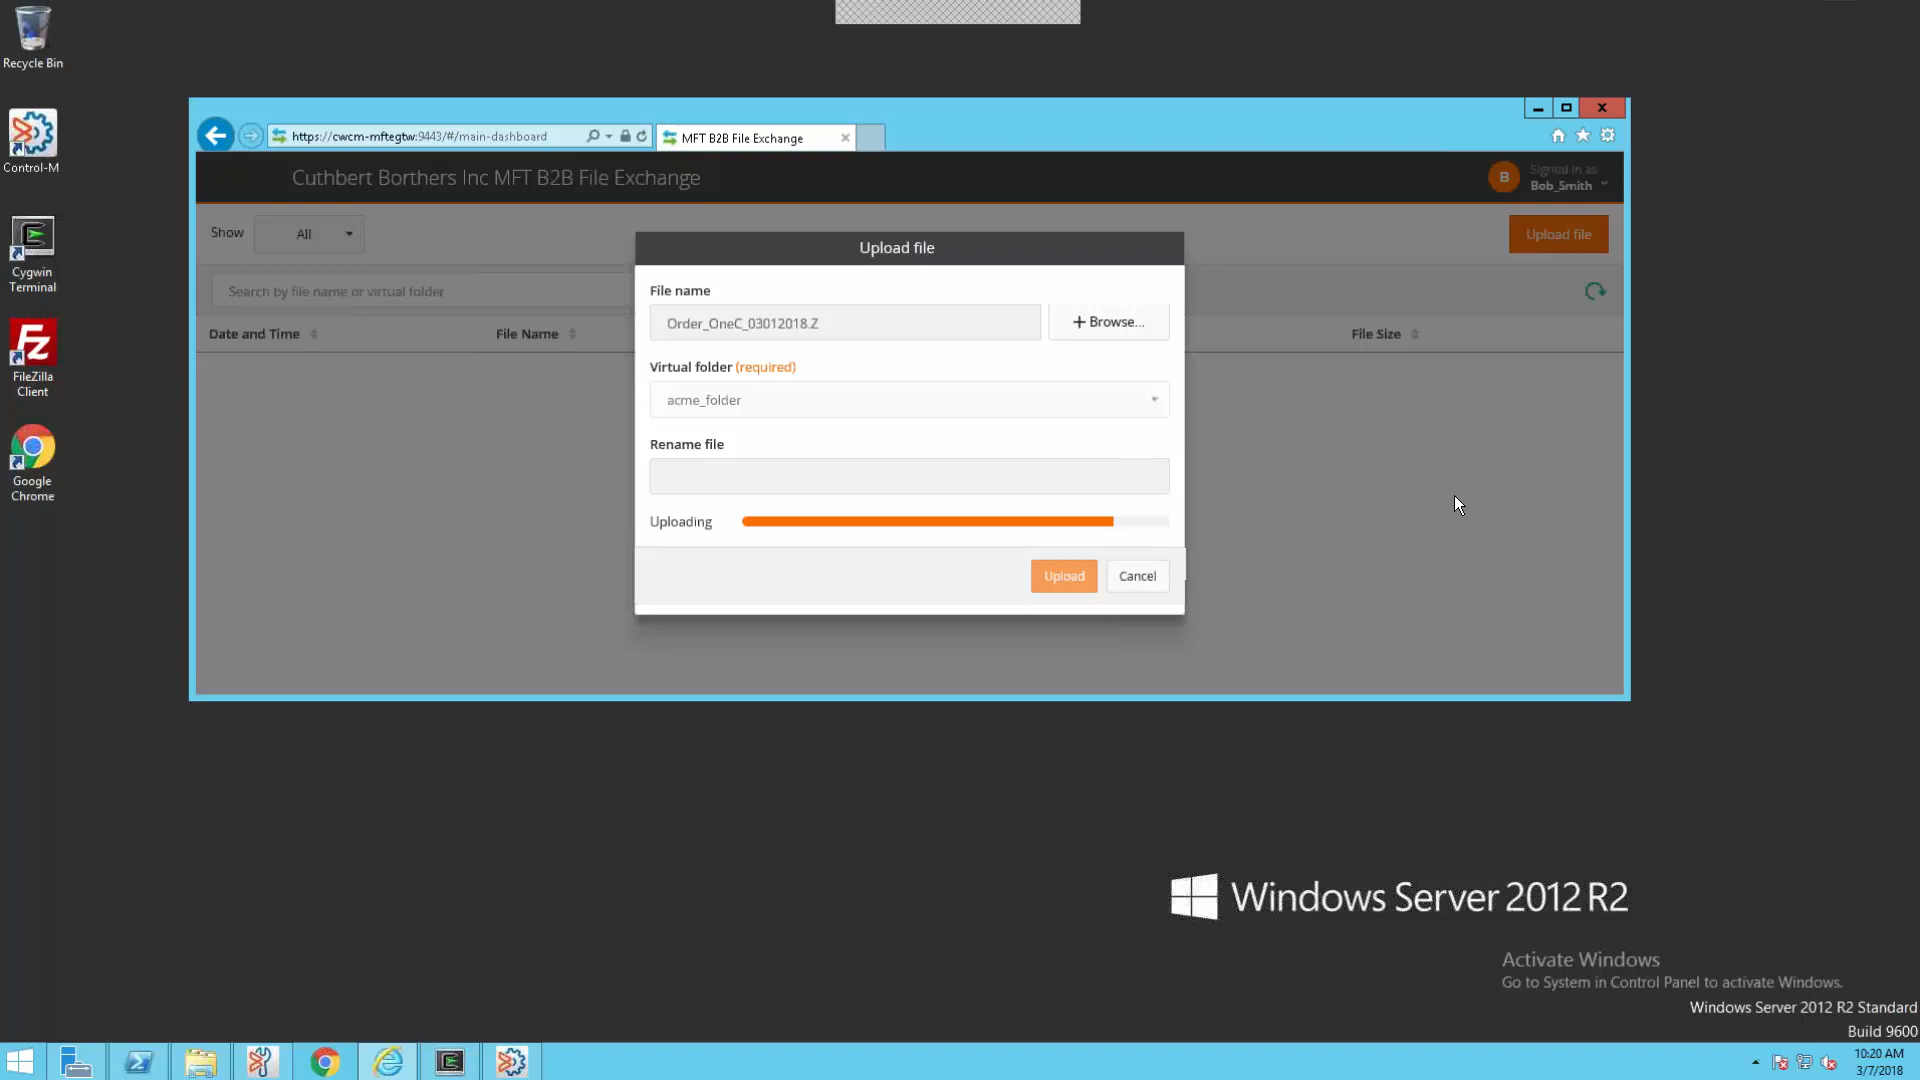 Recycle Bin
Control-M
Cygwin
Terminal
FileZilla
Client
Google
Chrome
https://cwcm-mftegtw:9443/#/main-dashboard
MFT B2B File Exchange
Cuthbert Borthers Inc MFT B2B File Exchange
B
Signed in as
Bob_Smith
Show
All
Upload file
Search by file name or virtual folder
Date and Time
File Name
File Size
Upload file
File name
Order_OneC_03012018.Z
+ Browse...
Virtual folder (required)
acme_folder
Rename file
Uploading
Upload
Cancel
Windows Server 2012 R2
Activate Windows
Go to System in Control Panel to activate Windows.
Windows Server 2012 R2 Standard
Build 9600
10:20 AM
3/7/2018